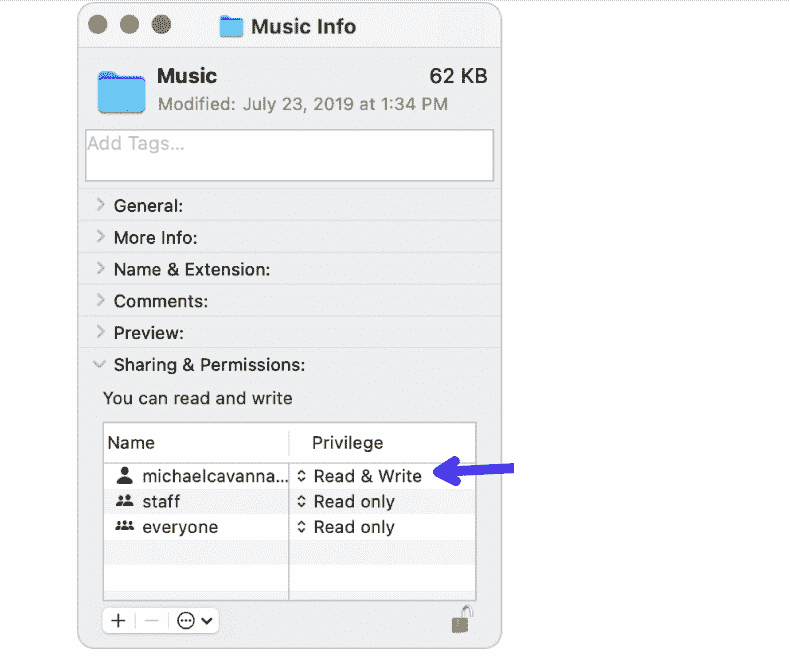 Music Info
Music 62 KB
Modified: July 23, 2019 at 1:34 PM
Add Tags...
General:
More Info:
Name & Extension:
Comments:
Preview:
Sharing & Permissions:
You can read and write
Name Privilege
michaelcavanna... Read & Write
staff Read only
everyone Read only